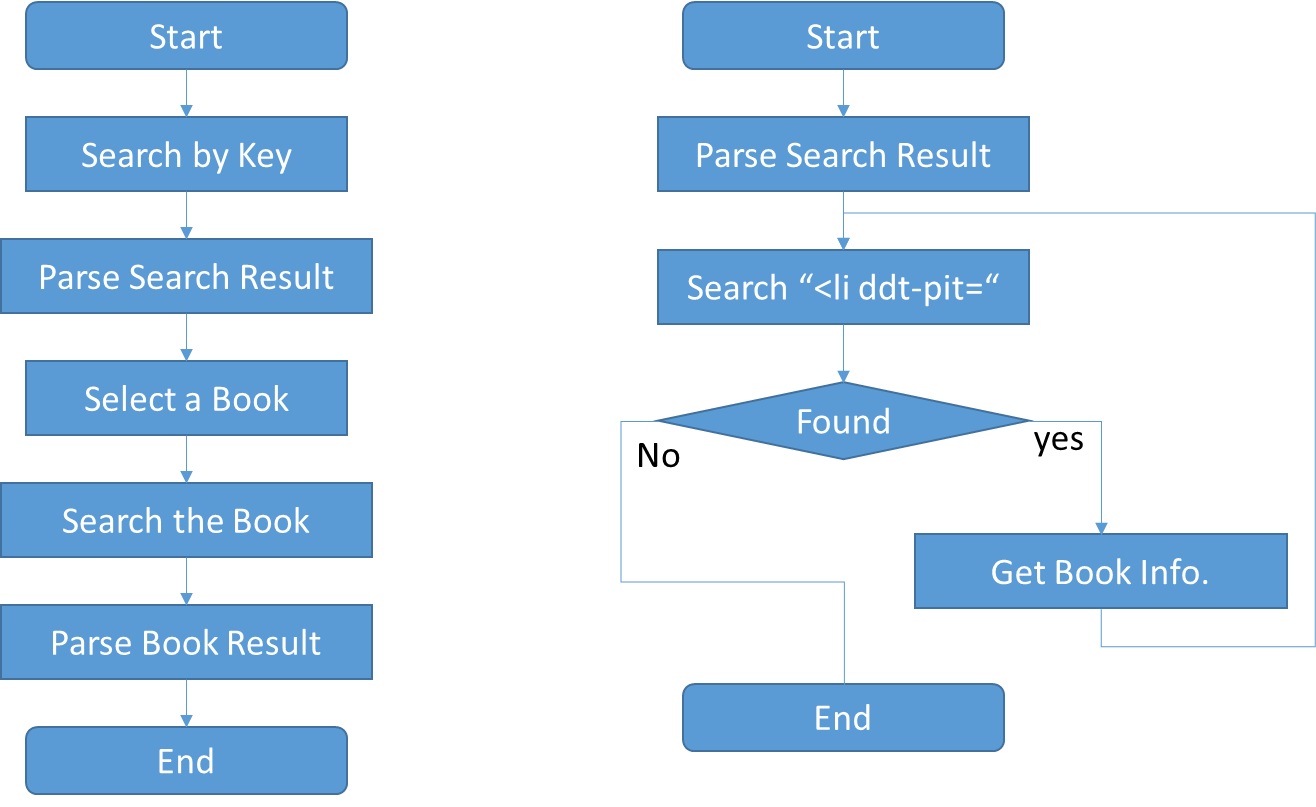 Start
Search by Key
Parse Search Result
Select a Book
Search the Book
Parse Book Result
End
Start
Parse Search Result
Search “<li ddt-pit=“
Found
No
yes
Get Book Info.
End